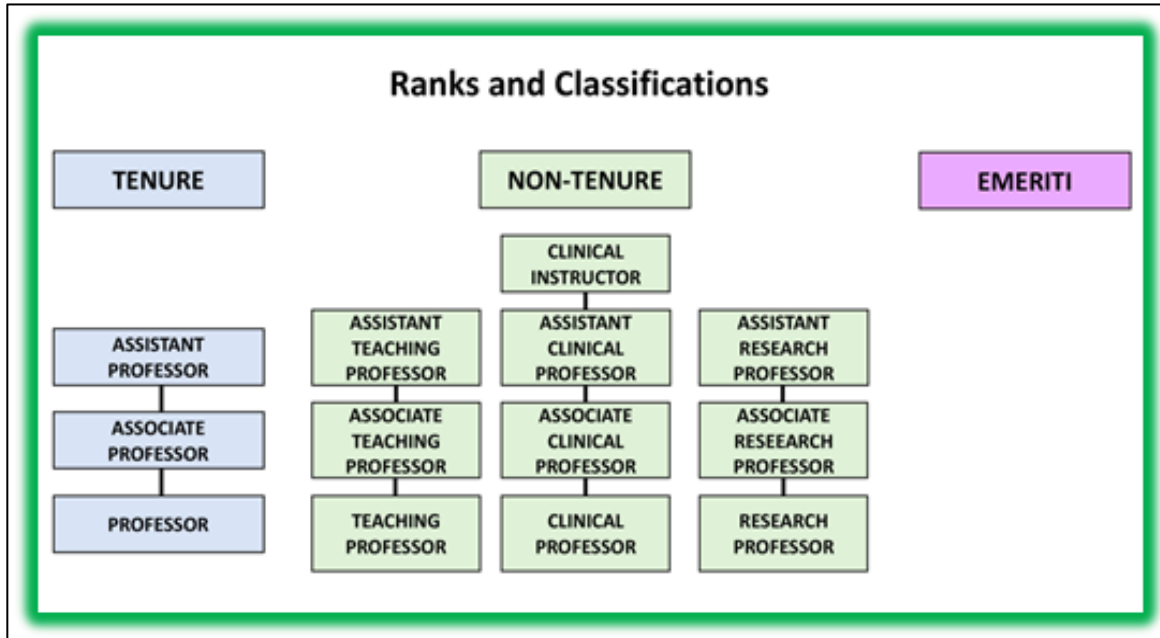 Ranks and Classifications
TENURE
NON-TENURE
EMERITI
CLINICAL
INSTRUCTOR
ASSISTANT
PROFESSOR
ASSOCIATE
PROFESSOR
PROFESSOR
ASSISTANT
TEACHING
PROFESSOR
ASSOCIATE
TEACHING
PROFESSOR
TEACHING
PROFESSOR
ASSISTANT
CLINICAL
PROFESSOR
ASSOCIATE
CLINICAL
PROFESSOR
CLINICAL
PROFESSOR
ASSISTANT
RESEARCH
PROFESSOR
ASSOCIATE
RESEEARCH
PROFESSOR
RESEARCH
PROFESSOR